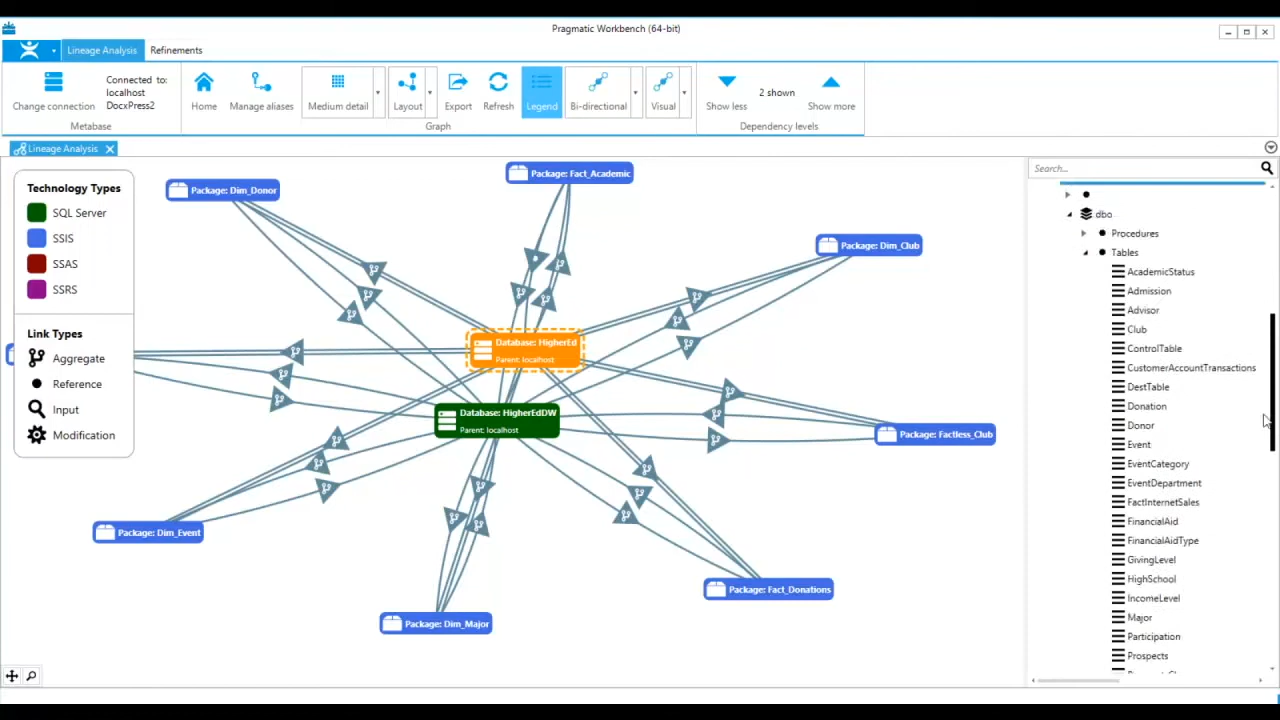 Pragmatic Workbench (64-bit)
Lineage Analysis
Refinements
Change connection
Connected to:
localhost
DocxPress2
Metabase
Home
Manage aliases
Medium detail
Layout
Export
Refresh
Legend
Bi-directional
Visual
Graph
Show less
2 shown
Show more
Dependency levels
Lineage Analysis
Technology Types
SQL Server
SSIS
SSAS
SSRS
Link Types
Aggregate
Reference
Input
Modification
Package: Dim_Donor
Package: Fact_Academic
Package: Dim_Club
Database: HigherEd
Parent: localhost
Database: HigherEdDW
Parent: localhost
Package: Factless_Club
Package: Dim_Event
Package: Fact_Donations
Package: Dim_Major
Search...
dbo
Procedures
Tables
AcademicStatus
Admission
Advisor
Club
ControlTable
CustomerAccountTransactions
DestTable
Donation
Donor
Event
EventCategory
EventDepartment
FactInternetSales
FinancialAid
FinancialAidType
GivingLevel
HighSchool
IncomeLevel
Major
Participation
Prospects